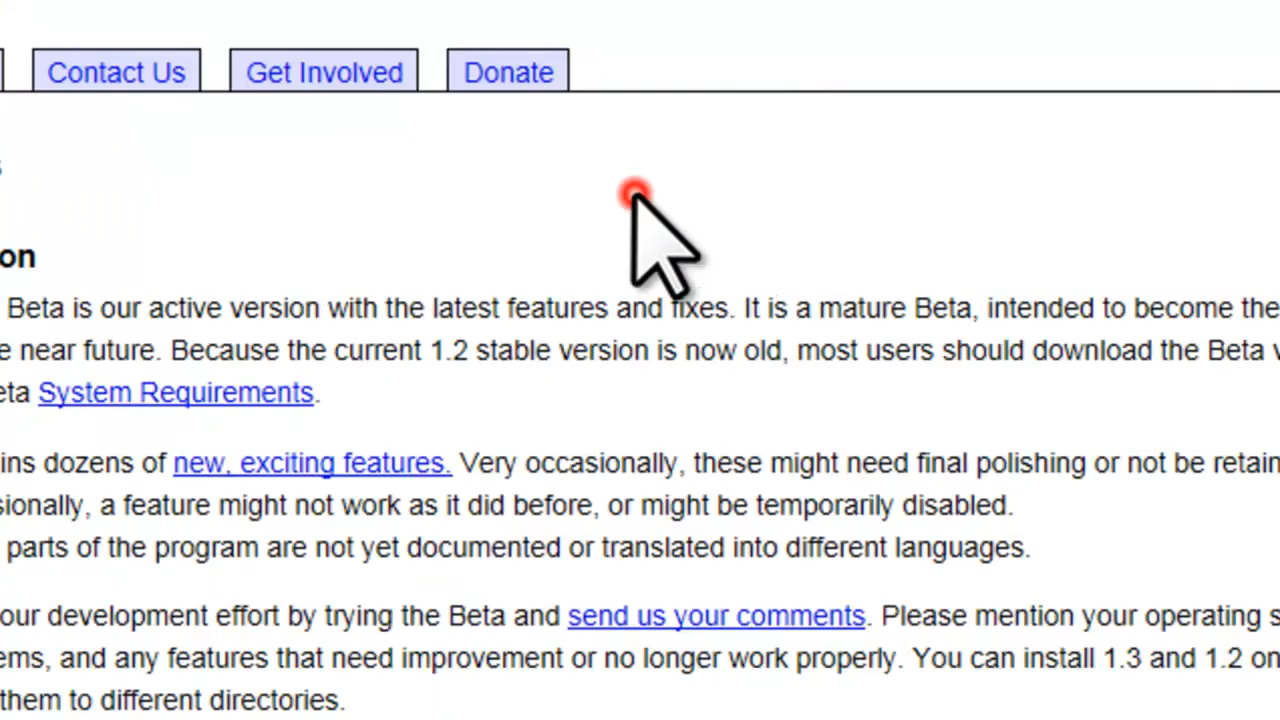 Contact Us Get Involved Donate
on
Beta is our active version with the latest features and fixes. It is a mature Beta, intended to become the
e near future. Because the current 1.2 stable version is now old, most users should download the Beta v
eta System Requirements.
ins dozens of new, exciting features. Very occasionally, these might need final polishing or not be retain
sionally, a feature might not work as it did before, or might be temporarily disabled.
parts of the program are not yet documented or translated into different languages.
our development effort by trying the Beta and send us your comments. Please mention your operating s
ems, and any features that need improvement or no longer work properly. You can install 1.3 and 1.2 on
them to different directories.